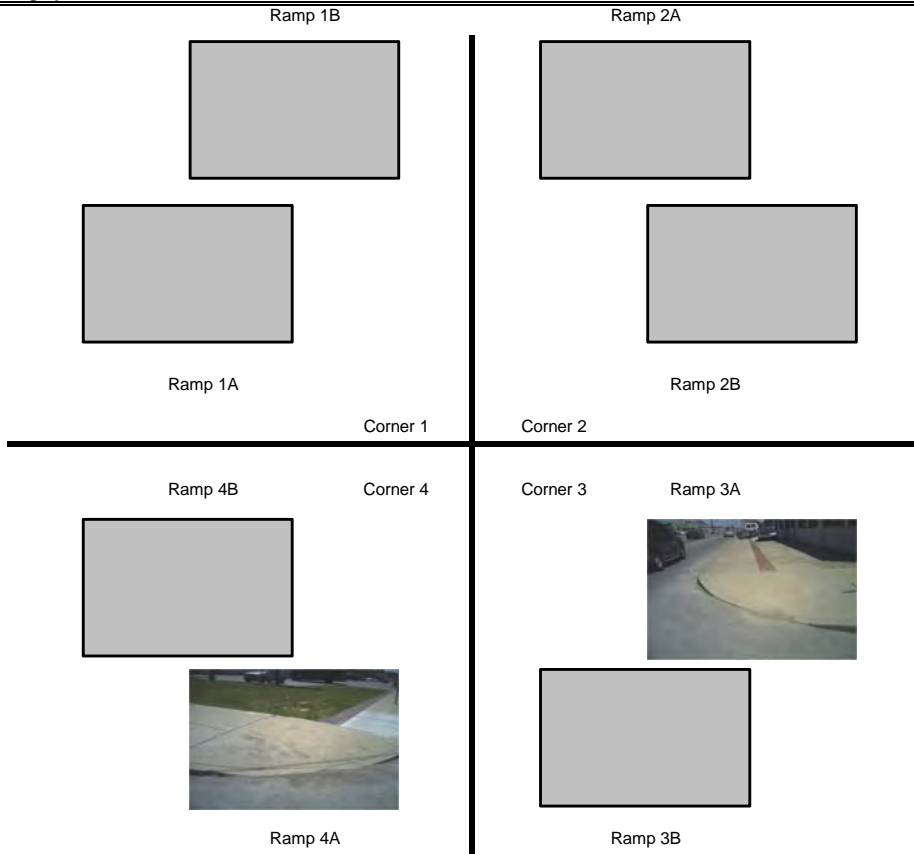 Ramp 1B Ramp 2A
Ramp 1A Ramp 2B
Corner 1 Corner 2
Ramp 4B Corner 4 Corner 3 Ramp 3A
Ramp 4A Ramp 3B